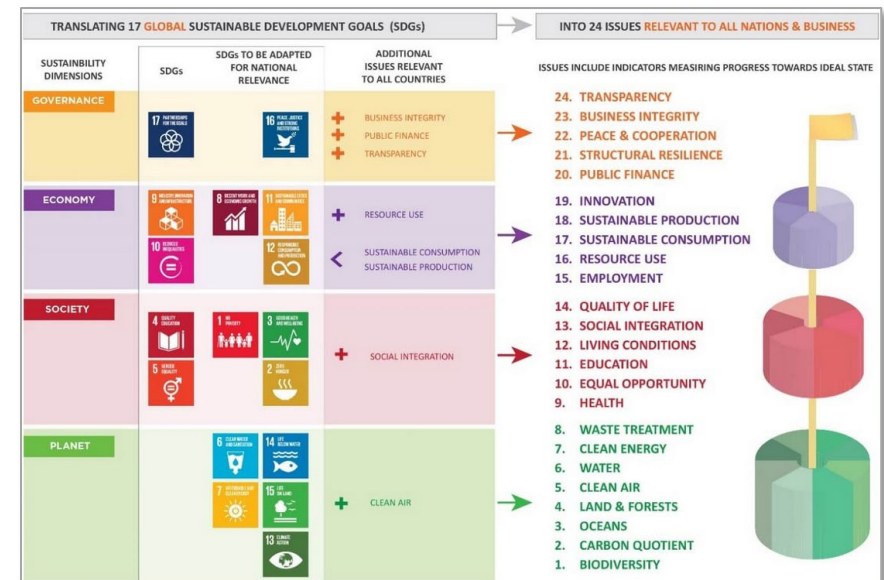 TRANSLATING 17 GLOBAL SUSTAINABLE DEVELOPMENT GOALS (SDGs)
INTO 24 ISSUES RELEVANT TO ALL NATIONS & BUSINESS
SUSTAINBILITY
DIMENSIONS
SDGs
SDGs TO BE ADAPTED
FOR NATIONAL
RELEVANCE
ADDITIONAL
ISSUES RELEVANT
TO ALL COUNTRIES
ISSUES INCLUDE INDICATORS MEASIRING PROGRESS TOWARDS IDEAL STATE
GOVERNANCE
17 PARTNERSHIPS
FOR THE GOALS
16 PEACE, JUSTICE
AND STRONG
INSTITUTIONS
+ BUSINESS INTEGRITY
+ PUBLIC FINANCE
+ TRANSPARENCY
24. TRANSPARENCY
23. BUSINESS INTEGRITY
22. PEACE & COOPERATION
21. STRUCTURAL RESILIENCE
20. PUBLIC FINANCE
ECONOMY
9 INDUSTRY, INNOVATION
AND INFRASTRUCTURE
8 DECENT WORK AND
ECONOMIC GROWTH
11 SUSTAINABLE CITIES
AND COMMUNITIES
10 REDUCED
INEQUALITIES
12 RESPONSIBLE
CONSUMPTION
AND PRODUCTION
+ RESOURCE USE
< SUSTAINABLE CONSUMPTION
SUSTAINABLE PRODUCTION
19. INNOVATION
18. SUSTAINABLE PRODUCTION
17. SUSTAINABLE CONSUMPTION
16. RESOURCE USE
15. EMPLOYMENT
SOCIETY
4 QUALITY
EDUCATION
1 NO
POVERTY
3 GOOD HEALTH
AND WELL-BEING
5 GENDER
EQUALITY
2 ZERO
HUNGER
+ SOCIAL INTEGRATION
14. QUALITY OF LIFE
13. SOCIAL INTEGRATION
12. LIVING CONDITIONS
11. EDUCATION
10. EQUAL OPPORTUNITY
9. HEALTH
PLANET
6 CLEAN WATER
AND SANITATION
14 LIFE
BELOW WATER
7 AFFORDABLE AND
CLEAN ENERGY
15 LIFE
ON LAND
13 CLIMATE
ACTION
+ CLEAN AIR
8. WASTE TREATMENT
7. CLEAN ENERGY
6. WATER
5. CLEAN AIR
4. LAND & FORESTS
3. OCEANS
2. CARBON QUOTIENT
1. BIODIVERSITY